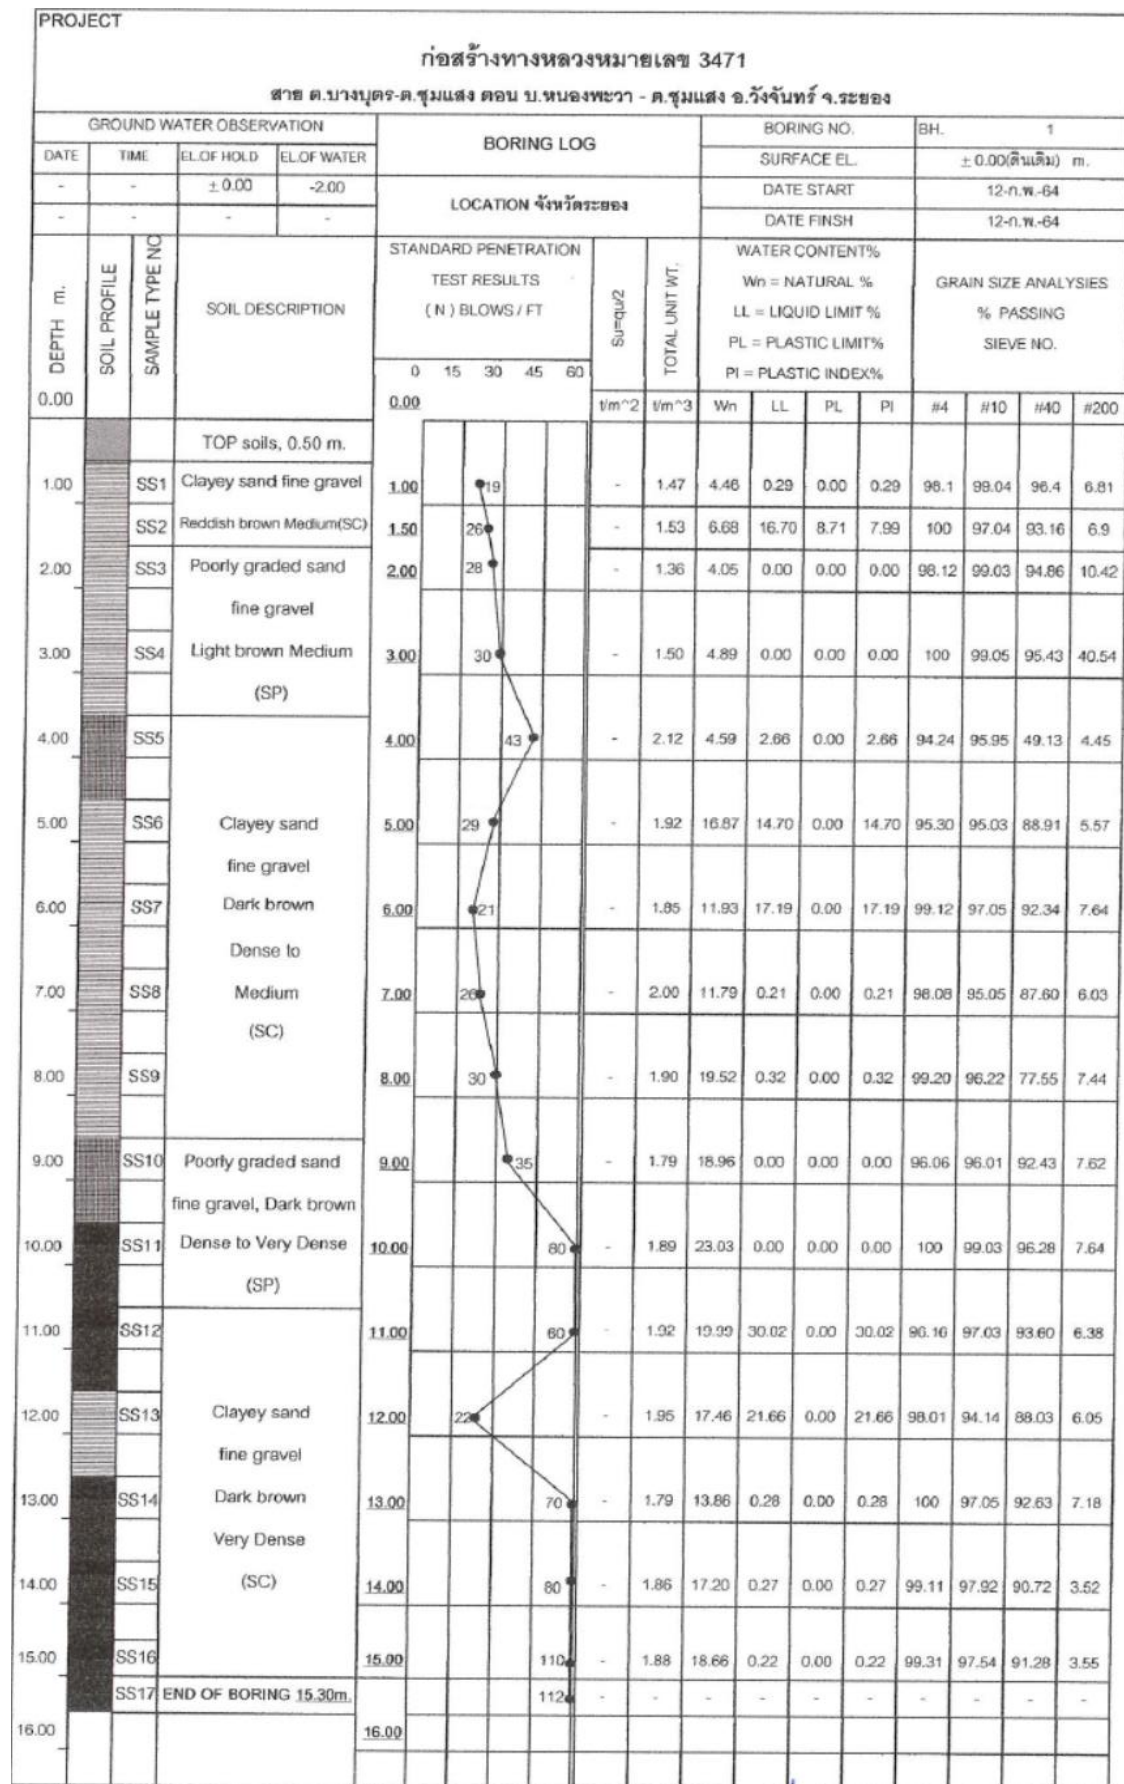 PROJECT
ก่อสร้างทางหลวงหมายเลข 3471
สาย ต.บางบุตร-ต.ชุมแสง ตอน บ.หนองพะวา - ต.ชุมแสง อ.วังจันทร์ จ.ระยอง
GROUND WATER OBSERVATION BORING LOG BORING NO. BH. 1
DATE TIME EL.OF HOLD EL.OF WATER SURFACE EL. ± 0.00(ดินเดิม) m.
- - ± 0.00 -2.00 LOCATION จังหวัดระยอง DATE START 12-ก.พ.-64
- - - - DATE FINSH 12-ก.พ.-64
DEPTH m. SOIL PROFILE SAMPLE TYPE NO SOIL DESCRIPTION
STANDARD PENETRATION
TEST RESULTS
( N ) BLOWS / FT
0 15 30 45 60
Su=qu/2 TOTAL UNIT WT.
WATER CONTENT%
Wn = NATURAL %
LL = LIQUID LIMIT %
PL = PLASTIC LIMIT%
PI = PLASTIC INDEX%
GRAIN SIZE ANALYSIES
% PASSING
SIEVE NO.
0.00 0.00 t/m^2 t/m^3 Wn LL PL PI #4 #10 #40 #200
TOP soils, 0.50 m.
1.00 SS1 Clayey sand fine gravel 1.00 19 - 1.47 4.46 0.29 0.00 0.29 98.1 99.04 96.4 6.81
SS2 Reddish brown Medium(SC) 1.50 26 - 1.53 6.68 16.70 8.71 7.99 100 97.04 93.16 6.9
2.00 SS3 Poorly graded sand 2.00 28 - 1.36 4.05 0.00 0.00 0.00 98.12 99.03 94.86 10.42
fine gravel
3.00 SS4 Light brown Medium 3.00 30 - 1.50 4.89 0.00 0.00 0.00 100 99.05 95.43 40.54
(SP)
4.00 SS5 4.00 43 - 2.12 4.59 2.66 0.00 2.66 94.24 95.95 49.13 4.45
5.00 SS6 Clayey sand 5.00 29 - 1.92 16.87 14.70 0.00 14.70 95.30 95.03 88.91 5.57
fine gravel
6.00 SS7 Dark brown 6.00 21 - 1.85 11.93 17.19 0.00 17.19 99.12 97.05 92.34 7.64
Dense to
7.00 SS8 Medium 7.00 26 - 2.00 11.79 0.21 0.00 0.21 98.08 95.05 87.60 6.03
(SC)
8.00 SS9 8.00 30 - 1.90 19.52 0.32 0.00 0.32 99.20 96.22 77.55 7.44
9.00 SS10 Poorly graded sand 9.00 35 - 1.79 18.96 0.00 0.00 0.00 96.06 96.01 92.43 7.62
fine gravel, Dark brown
10.00 SS11 Dense to Very Dense 10.00 80 - 1.89 23.03 0.00 0.00 0.00 100 99.03 96.28 7.64
(SP)
11.00 SS12 11.00 60 - 1.92 19.99 30.02 0.00 30.02 96.16 97.03 93.60 6.38
12.00 SS13 Clayey sand 12.00 22 - 1.95 17.46 21.66 0.00 21.66 98.01 94.14 88.03 6.05
fine gravel
13.00 SS14 Dark brown 13.00 70 - 1.79 13.86 0.28 0.00 0.28 100 97.05 92.63 7.18
Very Dense
14.00 SS15 (SC) 14.00 80 - 1.86 17.20 0.27 0.00 0.27 99.11 97.92 90.72 3.52
15.00 SS16 15.00 110 - 1.88 18.66 0.22 0.00 0.22 99.31 97.54 91.28 3.55
SS17 END OF BORING 15.30m. 112 - - - - - - - - - -
16.00 16.00